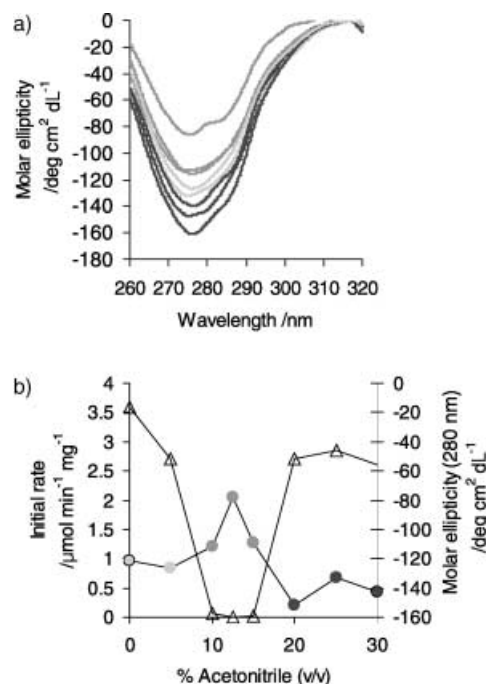 a)
0
-20
-40
-60
-80
-100
-120
-140
-160
-180
Molar ellipticity
/deg cm² dL⁻¹
260 270 280 290 300 310 320
Wavelength /nm
b)
4
3.5
3
2.5
2
1.5
1
0.5
0
Initial rate
/µmol min⁻¹ mg⁻¹
0
-20
-40
-60
-80
-100
-120
-140
-160
Molar ellipticity (280 nm)
/deg cm² dL⁻¹
0 10 20 30
% Acetonitrile (v/v)